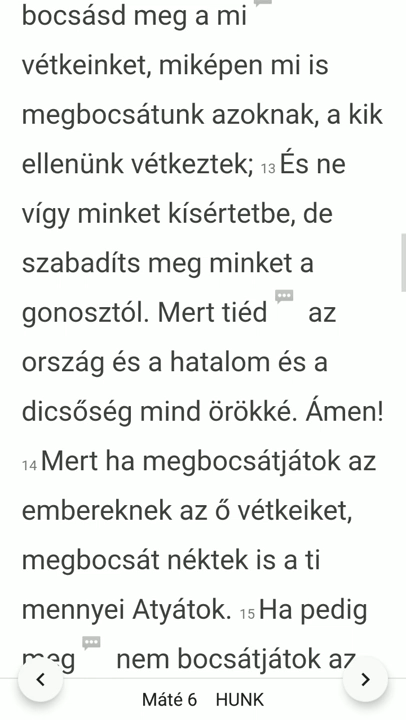 bocsásd meg a mi
vétkeinket, miképen mi is
megbocsátunk azoknak, a kik
ellenünk vétkeztek; 13 És ne
vígy minket kísértetbe, de
szabadíts meg minket a
gonosztól. Mert tiéd az
ország és a hatalom és a
dicsőség mind örökké. Ámen!
14 Mert ha megbocsátjátok az
embereknek az ő vétkeiket,
megbocsát néktek is a ti
mennyei Atyátok. 15 Ha pedig
meg nem bocsátjátok az
Máté 6 HUNK